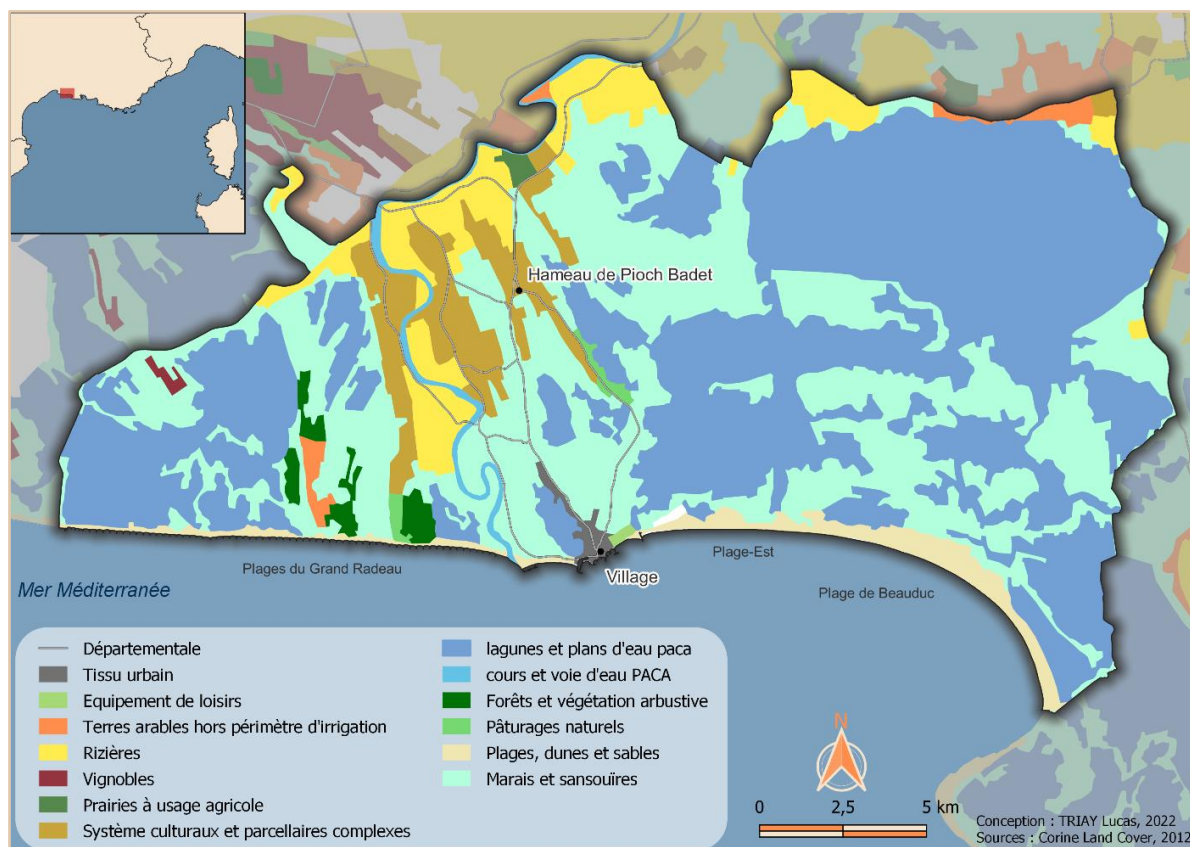 Hameau de Pioch Badet
Village
Plages du Grand Radeau
Plage-Est
Plage de Beauduc
Mer Méditerranée
Départementale
Tissu urbain
Equipement de loisirs
Terres arables hors périmètre d'irrigation
Rizières
Vignobles
Prairies à usage agricole
Système culturaux et parcellaires complexes
lagunes et plans d'eau paca
cours et voie d'eau PACA
Forêts et végétation arbustive
Pâturages naturels
Plages, dunes et sables
Marais et sansouïres
N
0 2,5 5 km
Conception : TRIAY Lucas, 2022
Sources : Corine Land Cover, 2012